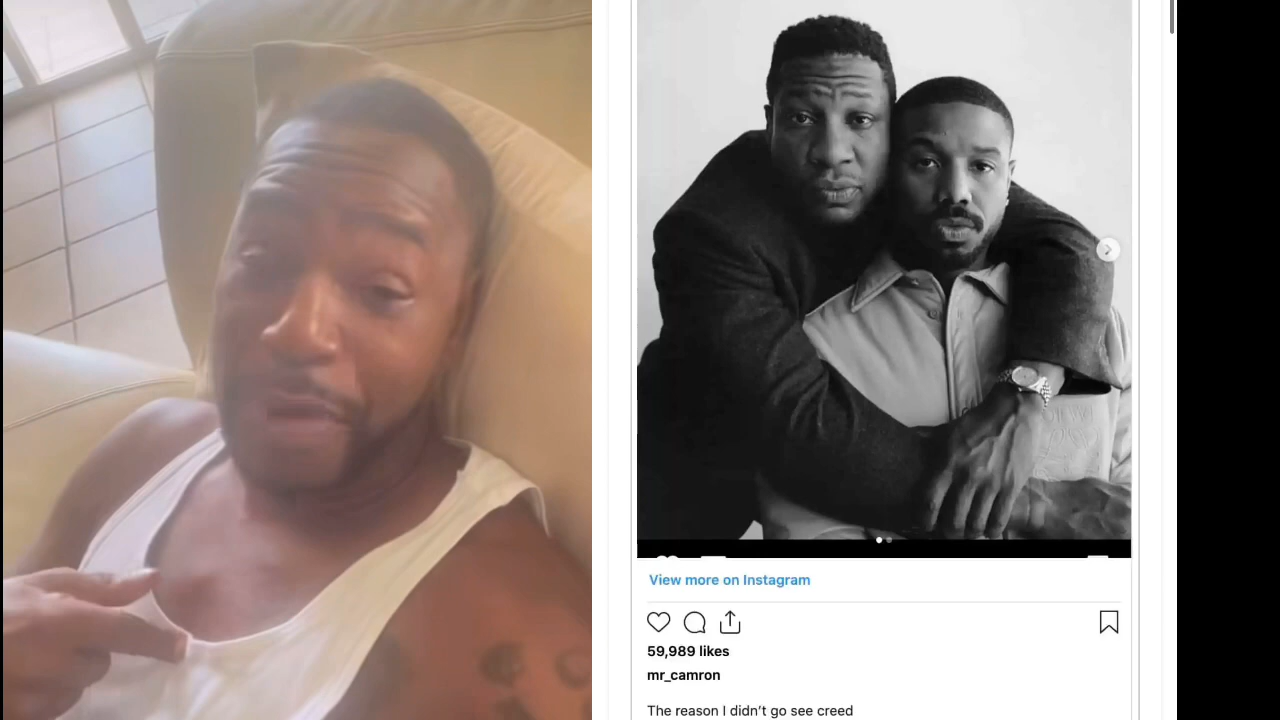 View more on Instagram
59,989 likes
mr_camron
The reason I didn't go see creed